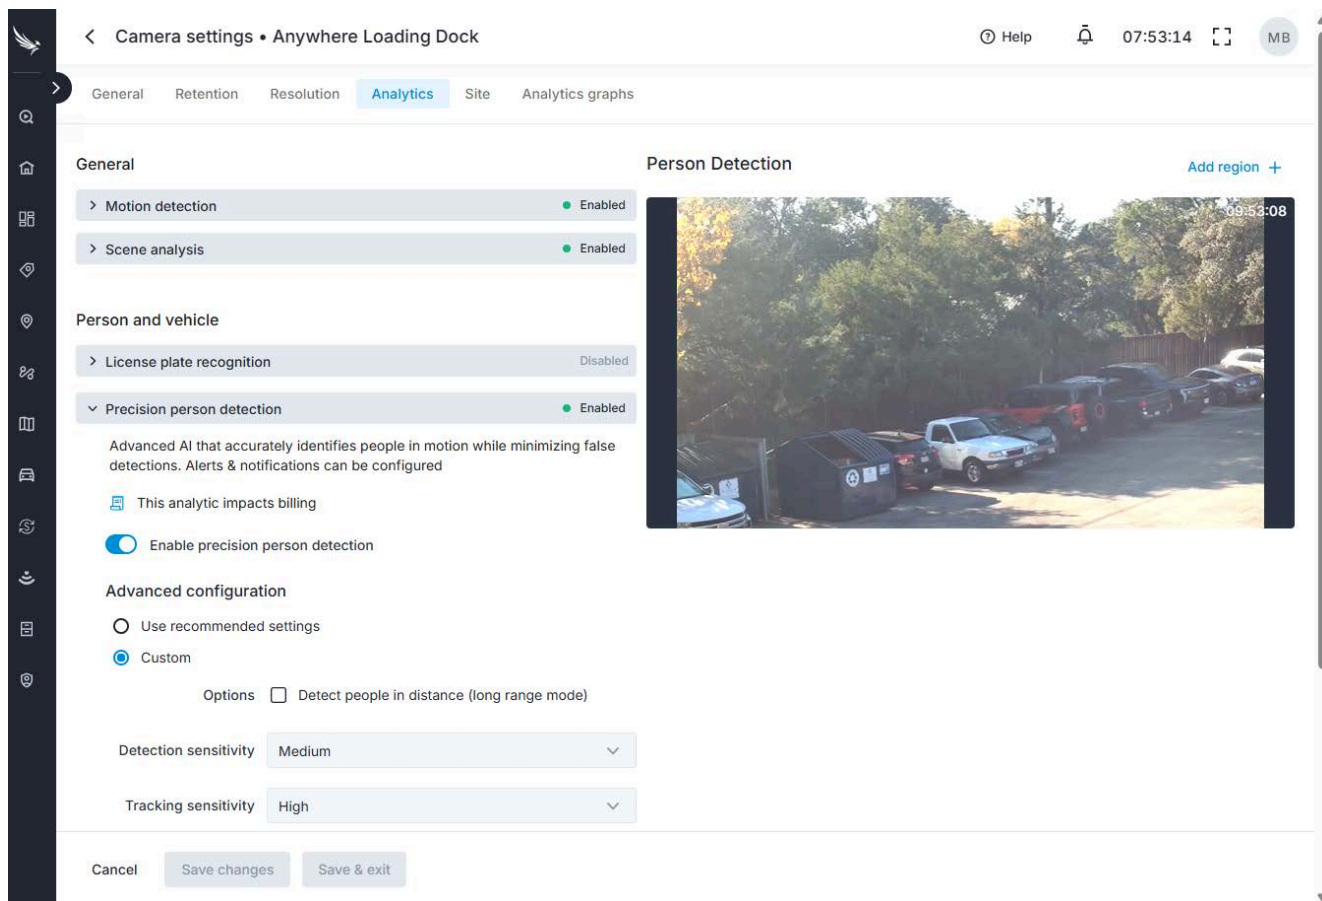 Camera settings • Anywhere Loading Dock
Help
07:53:14
MB
General Retention Resolution Analytics Site Analytics graphs
General
Motion detection Enabled
Scene analysis Enabled
Person and vehicle
License plate recognition Disabled
Precision person detection Enabled
Advanced AI that accurately identifies people in motion while minimizing false
detections. Alerts & notifications can be configured
This analytic impacts billing
Enable precision person detection
Advanced configuration
Use recommended settings
Custom
Options Detect people in distance (long range mode)
Detection sensitivity Medium
Tracking sensitivity High
Cancel Save changes Save & exit
Person Detection
Add region +
09:53:08